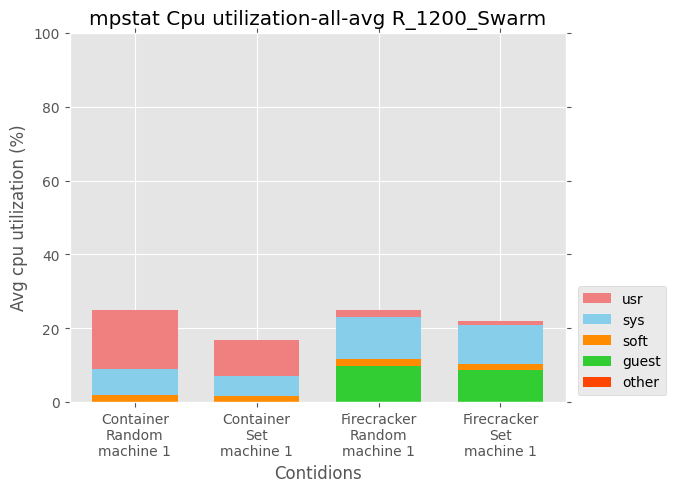 mpstat Cpu utilization-all-avg R_1200_Swarm
Avg cpu utilization (%)
100
80
60
40
20
0
Container
Random
machine 1
Container
Set
machine 1
Firecracker
Random
machine 1
Firecracker
Set
machine 1
Contidions
usr
sys
soft
guest
other